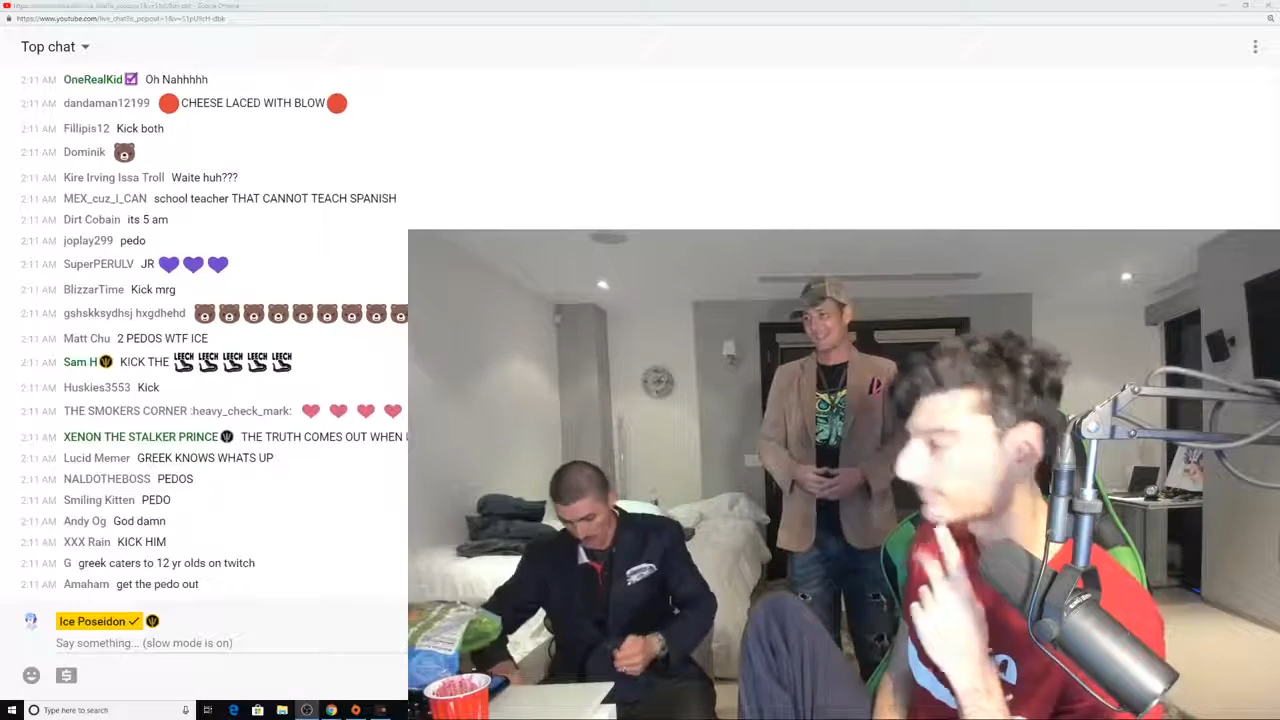 https://www.youtube.com/live_chat?is_popout=1&v=
Top chat
2:11 AM OneRealKid Oh Nahhhhh
2:11 AM dandaman12199 CHEESE LACED WITH BLOW
2:11 AM Fillipis12 Kick both
2:11 AM Dominik
2:11 AM Kire Irving Issa Troll Waite huh???
2:11 AM MEX_cuz_I_CAN school teacher THAT CANNOT TEACH SPANISH
2:11 AM Dirt Cobain its 5 am
2:11 AM joplay299 pedo
2:11 AM SuperPERULV JR
2:11 AM BlizzarTime Kick mrg
2:11 AM gshskksydhsj hxgdhehd
2:11 AM Matt Chu 2 PEDOS WTF ICE
2:11 AM Sam H KICK THE LEECH LEECH LEECH LEECH LEECH
2:11 AM Huskies3553 Kick
2:11 AM THE SMOKERS CORNER :heavy_check_mark:
2:11 AM XENON THE STALKER PRINCE THE TRUTH COMES OUT WHEN
2:11 AM Lucid Memer GREEK KNOWS WHATS UP
2:11 AM NALDOTHEBOSS PEDOS
2:11 AM Smiling Kitten PEDO
2:11 AM Andy Og God damn
2:11 AM XXX Rain KICK HIM
2:11 AM G greek caters to 12 yr olds on twitch
2:11 AM Amaham get the pedo out
Ice Poseidon
Say something... (slow mode is on)
Type here to search